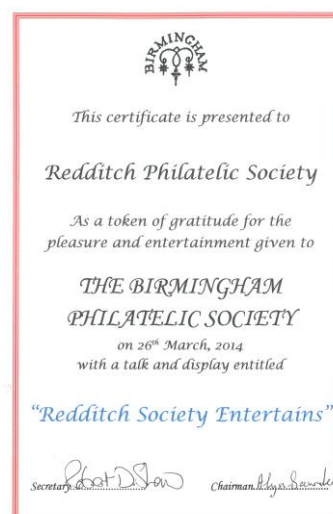 BIRMINGHAM
This certificate is presented to
Redditch Philatelic Society
As a token of gratitude for the
pleasure and entertainment given to
THE BIRMINGHAM
PHILATELIC SOCIETY
on 26th March, 2014
with a talk and display entitled
“Redditch Society Entertains”
Secretary Robert D. Shaw Chairman